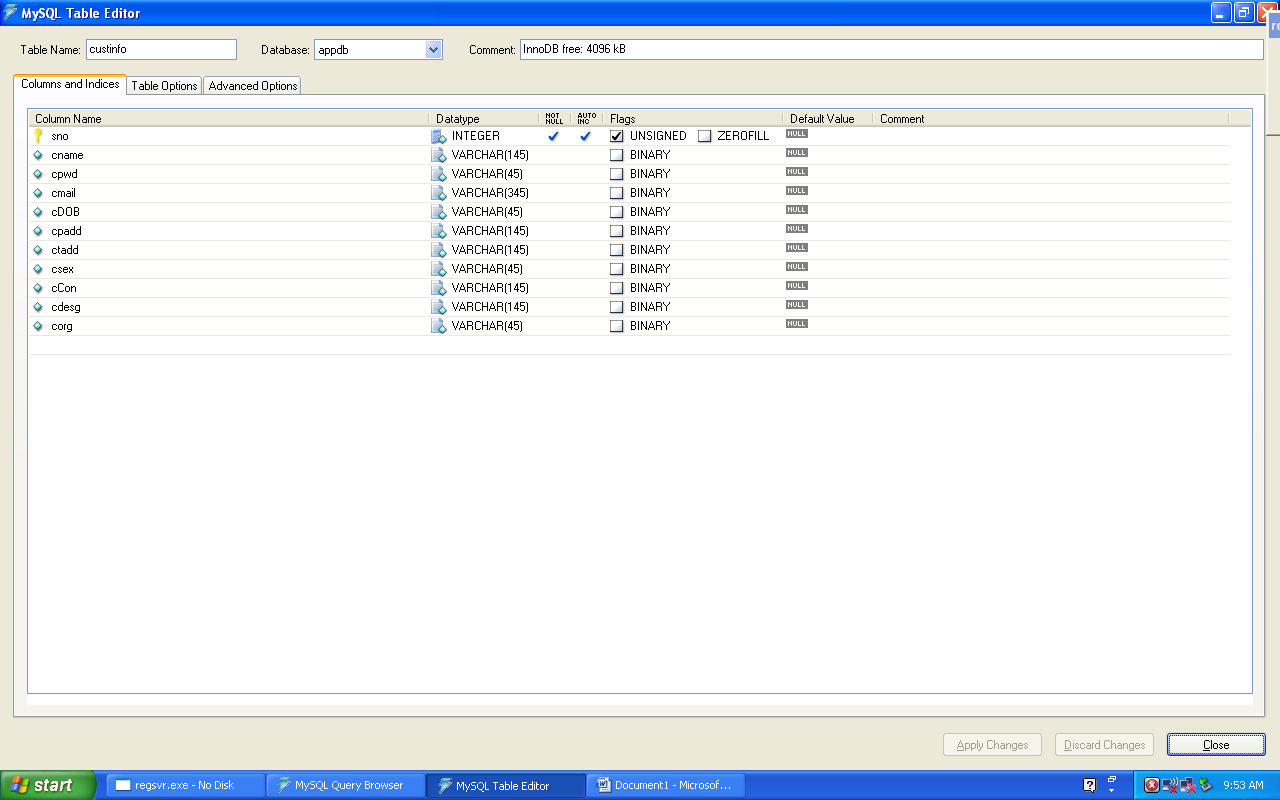 MySQL Table Editor
Table Name: custinfo Database: appdb Comment: InnoDB free: 4096 kB
Columns and Indices Table Options Advanced Options
Column Name Datatype NOT NULL AUTO INC Flags Default Value Comment
sno INTEGER UNSIGNED ZEROFILL NULL
cname VARCHAR(145) BINARY NULL
cpwd VARCHAR(45) BINARY NULL
cmail VARCHAR(345) BINARY NULL
cDOB VARCHAR(45) BINARY NULL
cpadd VARCHAR(145) BINARY NULL
ctadd VARCHAR(145) BINARY NULL
csex VARCHAR(45) BINARY NULL
cCon VARCHAR(145) BINARY NULL
cdesg VARCHAR(145) BINARY NULL
corg VARCHAR(45) BINARY NULL
Apply Changes Discard Changes Close
start regsvr.exe - No Disk MySQL Query Browser MySQL Table Editor Document1 - Microsof... 9:53 AM